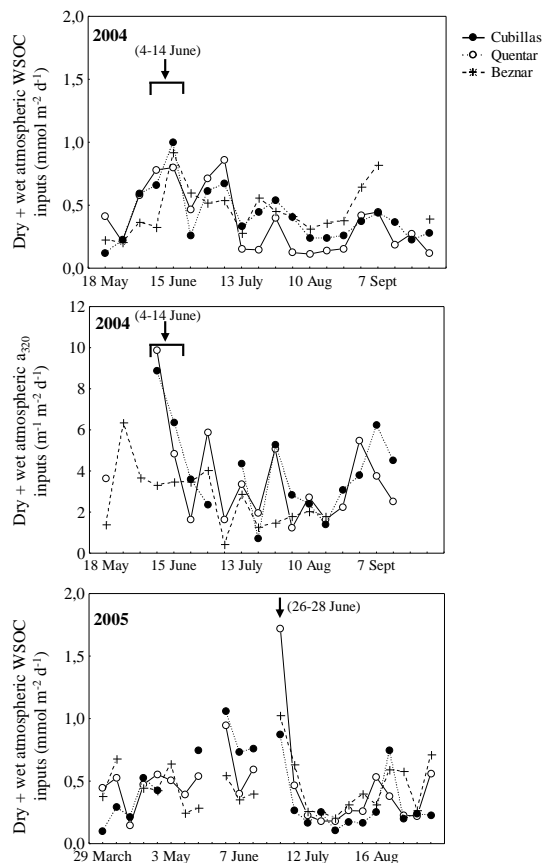 2,0
2004
(4-14 June)
1,5
1,0
0,5
0,0
Dry + wet atmospheric WSOC
inputs (mmol m-2 d-1)
18 May 15 June 13 July 10 Aug 7 Sept
Cubillas
Quentar
Beznar
12
2004
(4-14 June)
10
8
6
4
2
0
Dry + wet atmospheric a320
inputs (m-1 m-2 d-1)
18 May 15 June 13 July 10 Aug 7 Sept
2,0
2005
(26-28 June)
1,5
1,0
0,5
0,0
Dry + wet atmospheric WSOC
inputs (mmol m-2 d-1)
29 March 3 May 7 June 12 July 16 Aug